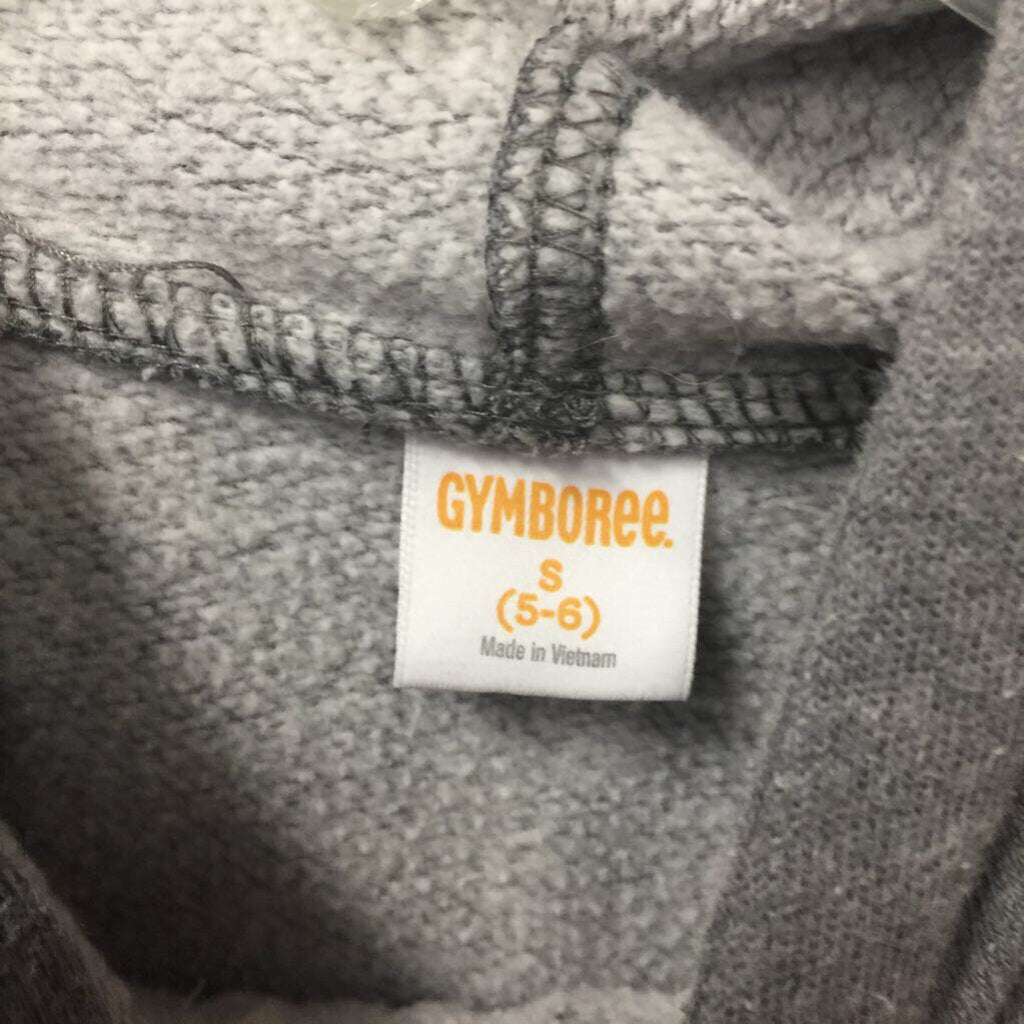 GYMBOREE.
S
(5-6)
Made in Vietnam